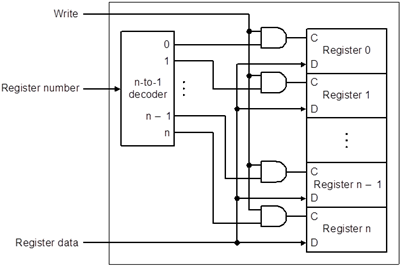 Write
0
C
Register 0
n-to-1
decoder
1
D
C
Register 1
Register number
⋮
D
n – 1
⋮
n
C
Register n – 1
D
C
Register n
Register data
D